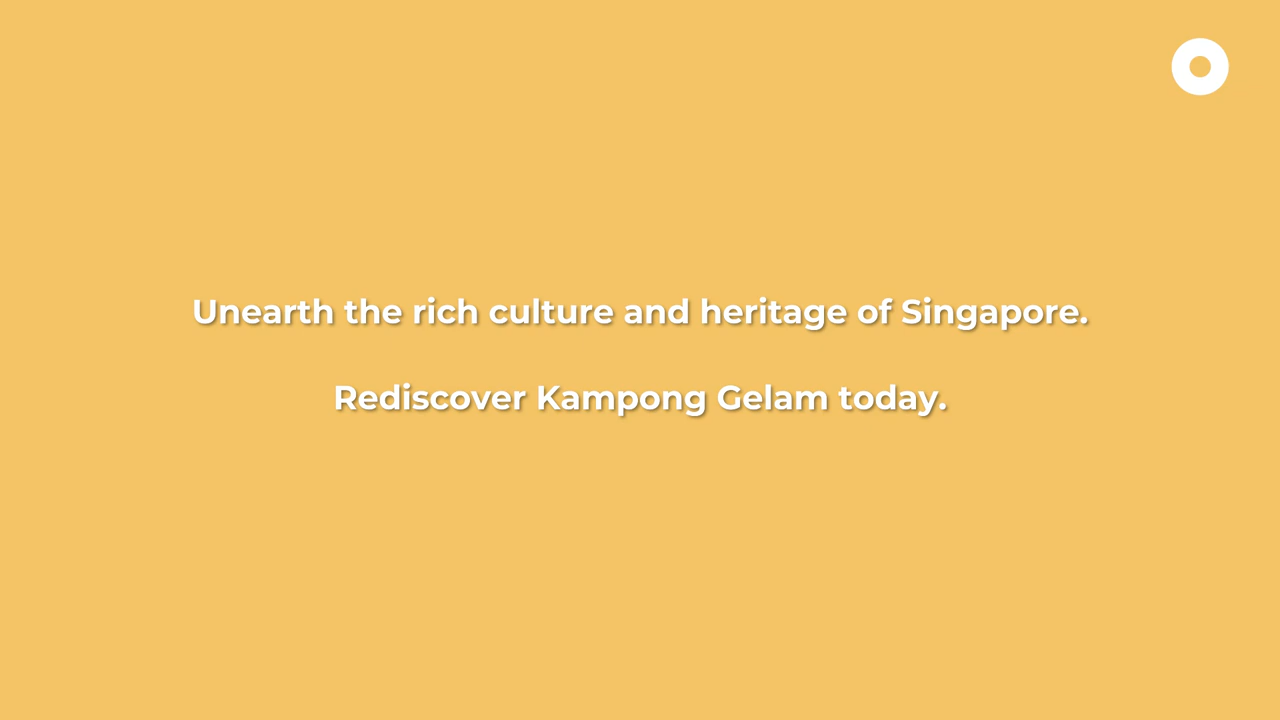 Unearth the rich culture and heritage of Singapore.
Rediscover Kampong Gelam today.